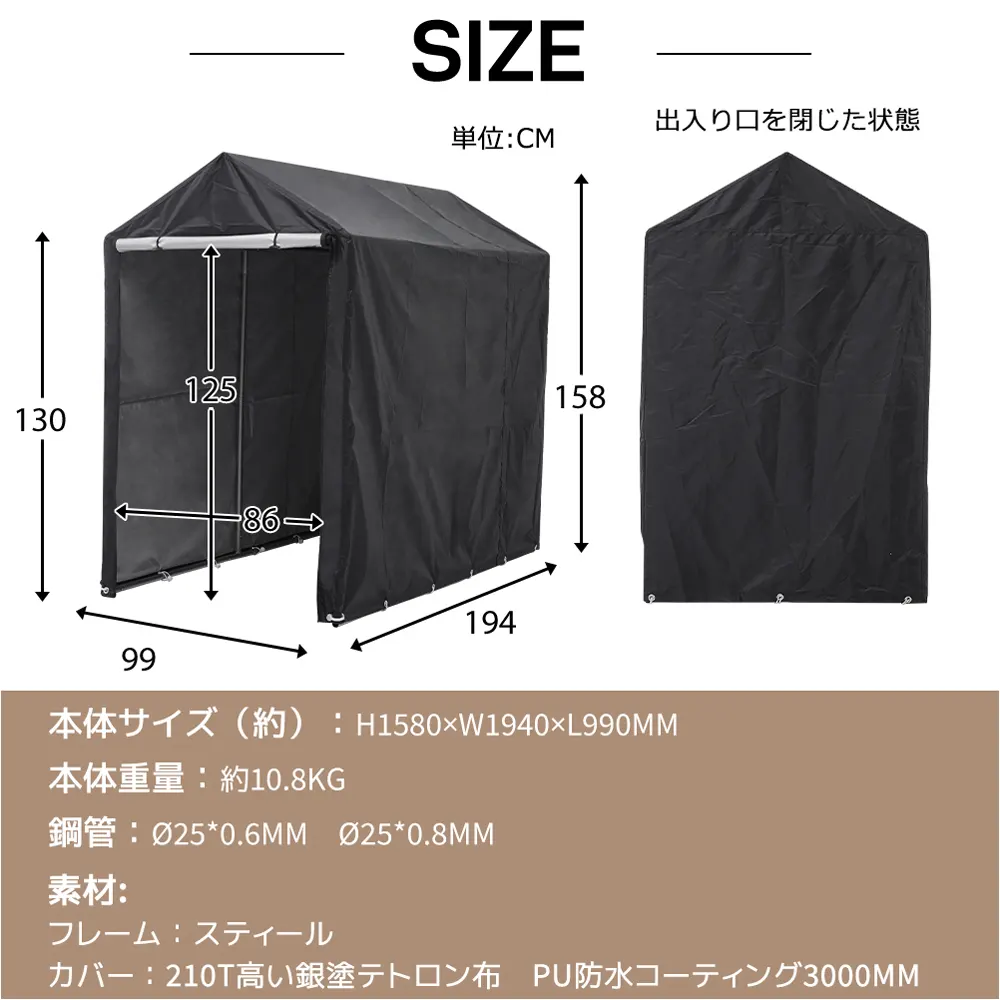 SIZE
単位:CM
出入り口を閉じた状態
130
125
158
86
194
99
本体サイズ（約）：H1580×W1940×L990MM
本体重量：約10.8KG
鋼管：Ø25*0.6MM　Ø25*0.8MM
素材:
フレーム：スティール
カバー：210T高い銀塗テトロン布　PU防水コーティング3000MM